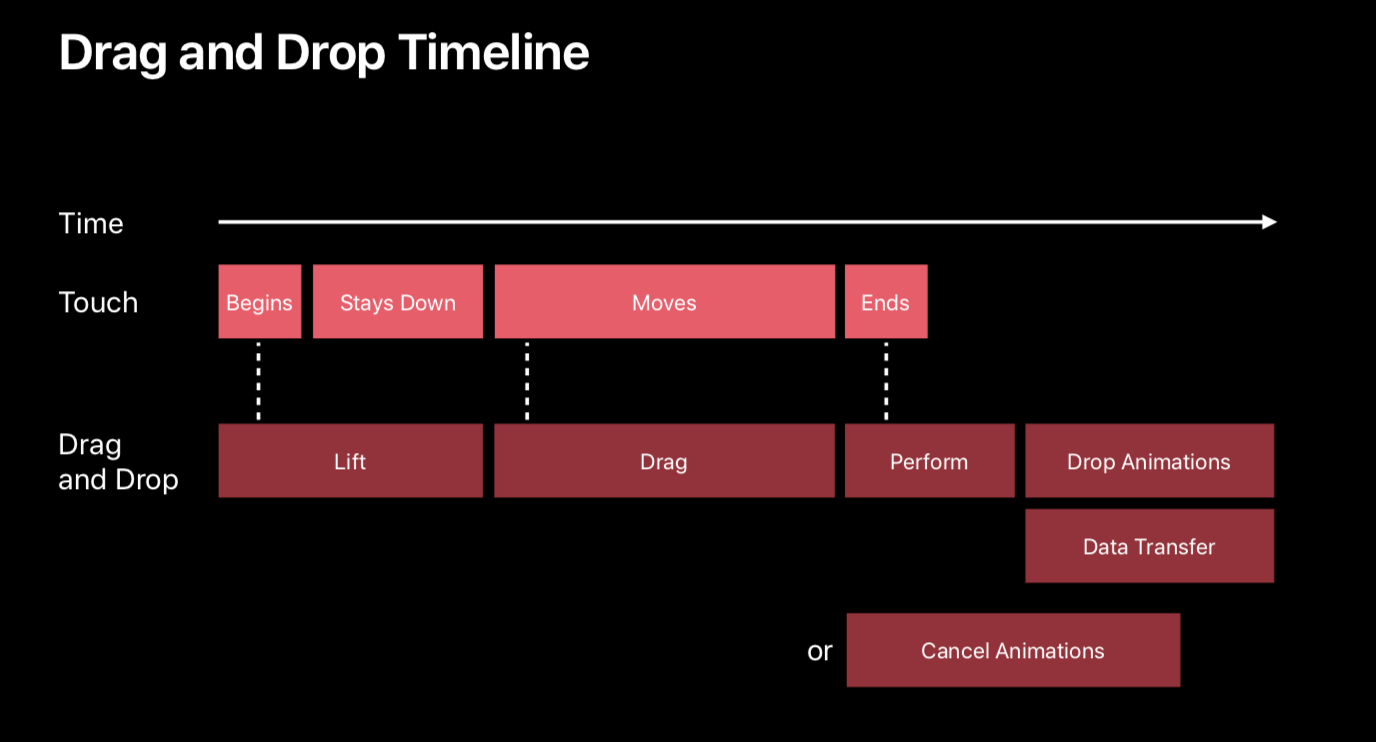 Drag and Drop Timeline
Time
Touch
Begins
Stays Down
Moves
Ends
Drag
and Drop
Lift
Drag
Perform
Drop Animations
Data Transfer
or
Cancel Animations